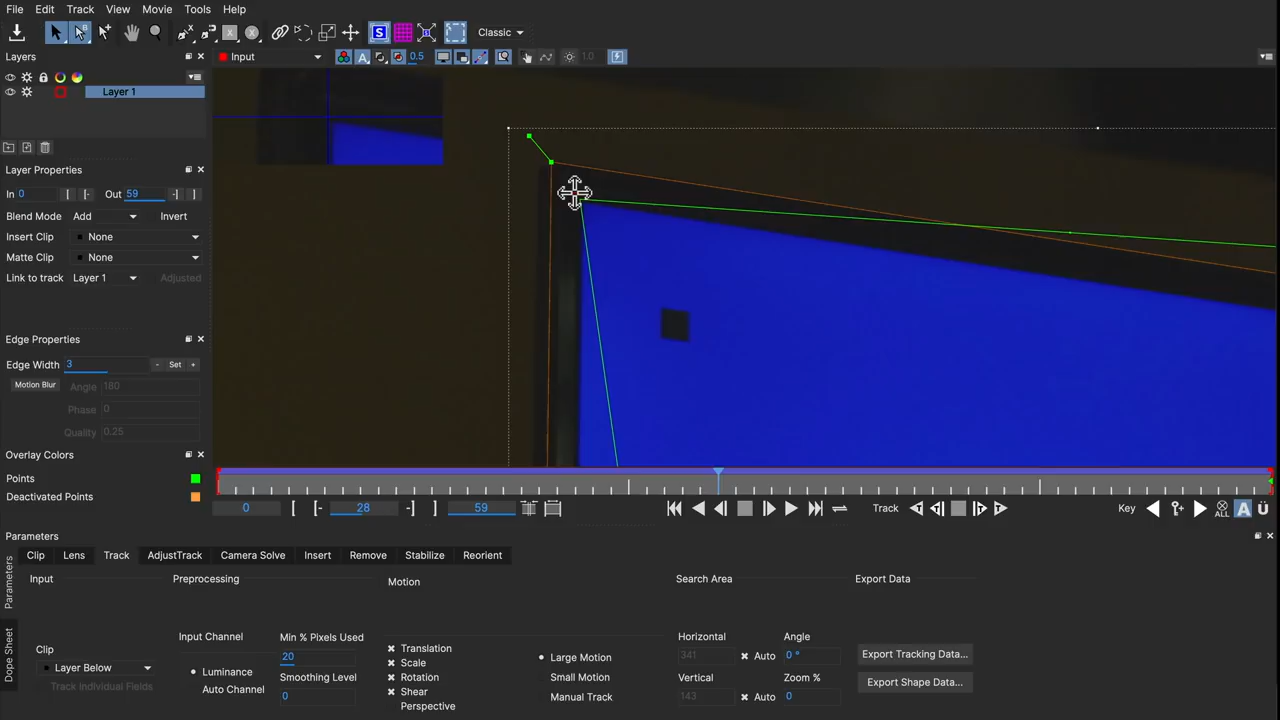 File Edit Track View Movie Tools Help
Classic
Layers
Input
0.5
1.0
Layer 1
Layer Properties
In 0
Out 59
Blend Mode Add Invert
Insert Clip None
Matte Clip None
Link to track Layer 1 Adjusted
Edge Properties
Edge Width 3 - Set +
Motion Blur Angle 180
Phase 0
Quality 0.25
Overlay Colors
Points
Deactivated Points
0 28 59 Track Key ALL A Ü
Parameters
Clip Lens Track AdjustTrack Camera Solve Insert Remove Stabilize Reorient
Parameters
Dope Sheet
Input
Clip
Layer Below
Track Individual Fields
Preprocessing
Input Channel
Luminance
Auto Channel
Min % Pixels Used
20
Smoothing Level
0
Motion
Translation
Scale
Rotation
Shear
Perspective
Large Motion
Small Motion
Manual Track
Search Area
Horizontal
341 Auto
Vertical
143 Auto
Angle
0 °
Zoom %
0
Export Data
Export Tracking Data...
Export Shape Data...